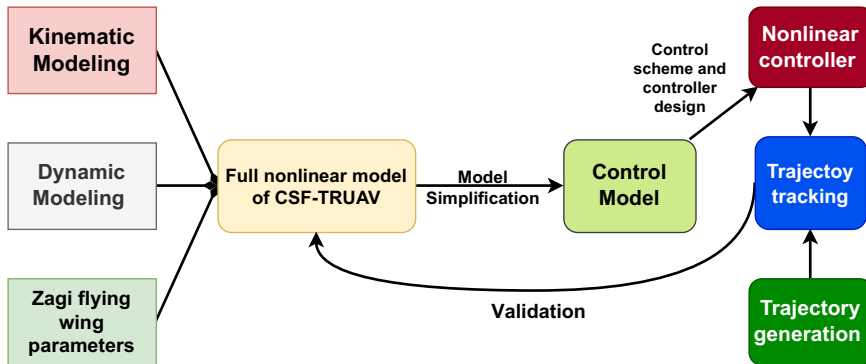 Kinematic
Modeling
Dynamic
Modeling
Zagi flying
wing
parameters
Full nonlinear model
of CSF-TRUAV
Model
Simplification
Control
Model
Control
scheme and
controller
design
Nonlinear
controller
Trajectoy
tracking
Trajectory
generation
Validation